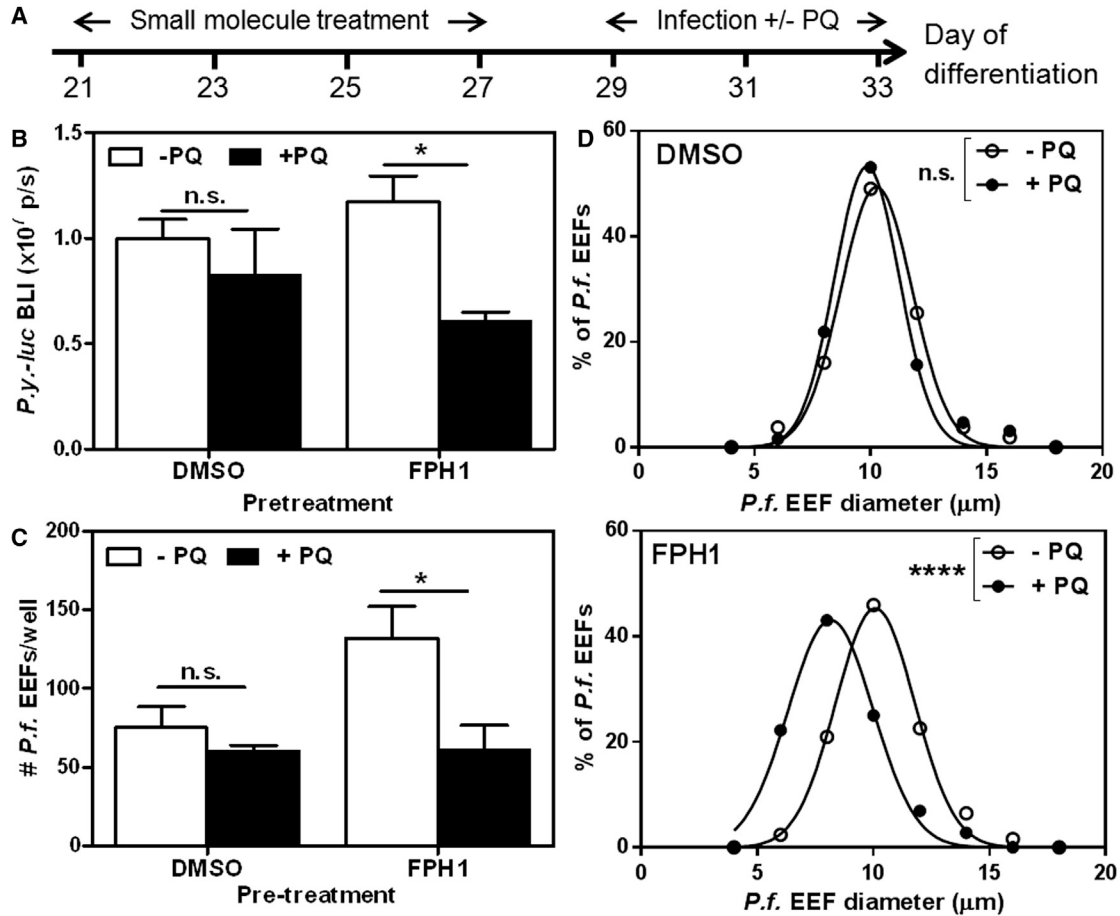 A
Small molecule treatment
Infection +/- PQ
21 23 25 27 29 31 33
Day of
differentiation
B
1.5
1.0
0.5
0.0
P.y.-luc BLI (x10⁷ p/s)
-PQ +PQ
n.s.
*
DMSO FPH1
Pretreatment
C
200
150
100
50
0
# P.f. EEFs/well
- PQ + PQ
n.s.
*
DMSO FPH1
Pre-treatment
D
60
40
20
0
% of P.f. EEFs
DMSO
n.s.
- PQ
+ PQ
0 5 10 15 20
P.f. EEF diameter (μm)
60
40
20
0
% of P.f. EEFs
FPH1
****
- PQ
+ PQ
0 5 10 15 20
P.f. EEF diameter (μm)